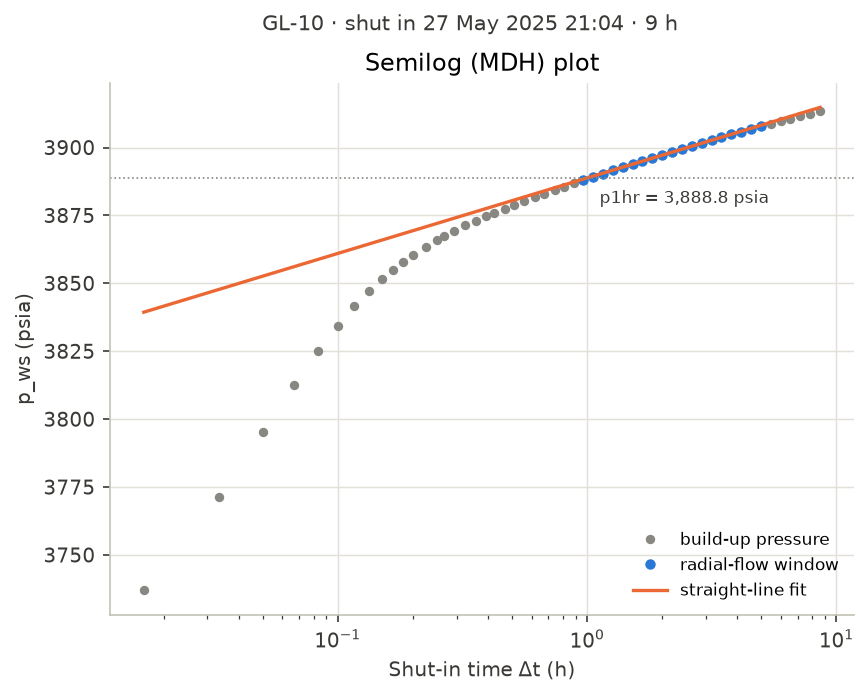 GL-10 · shut in 27 May 2025 21:04 · 9 h
Semilog (MDH) plot
p_ws (psia)
3900
3875
3850
3825
3800
3775
3750
p1hr = 3,888.8 psia
build-up pressure
radial-flow window
straight-line fit
10⁻¹
10⁰
10¹
Shut-in time Δt (h)